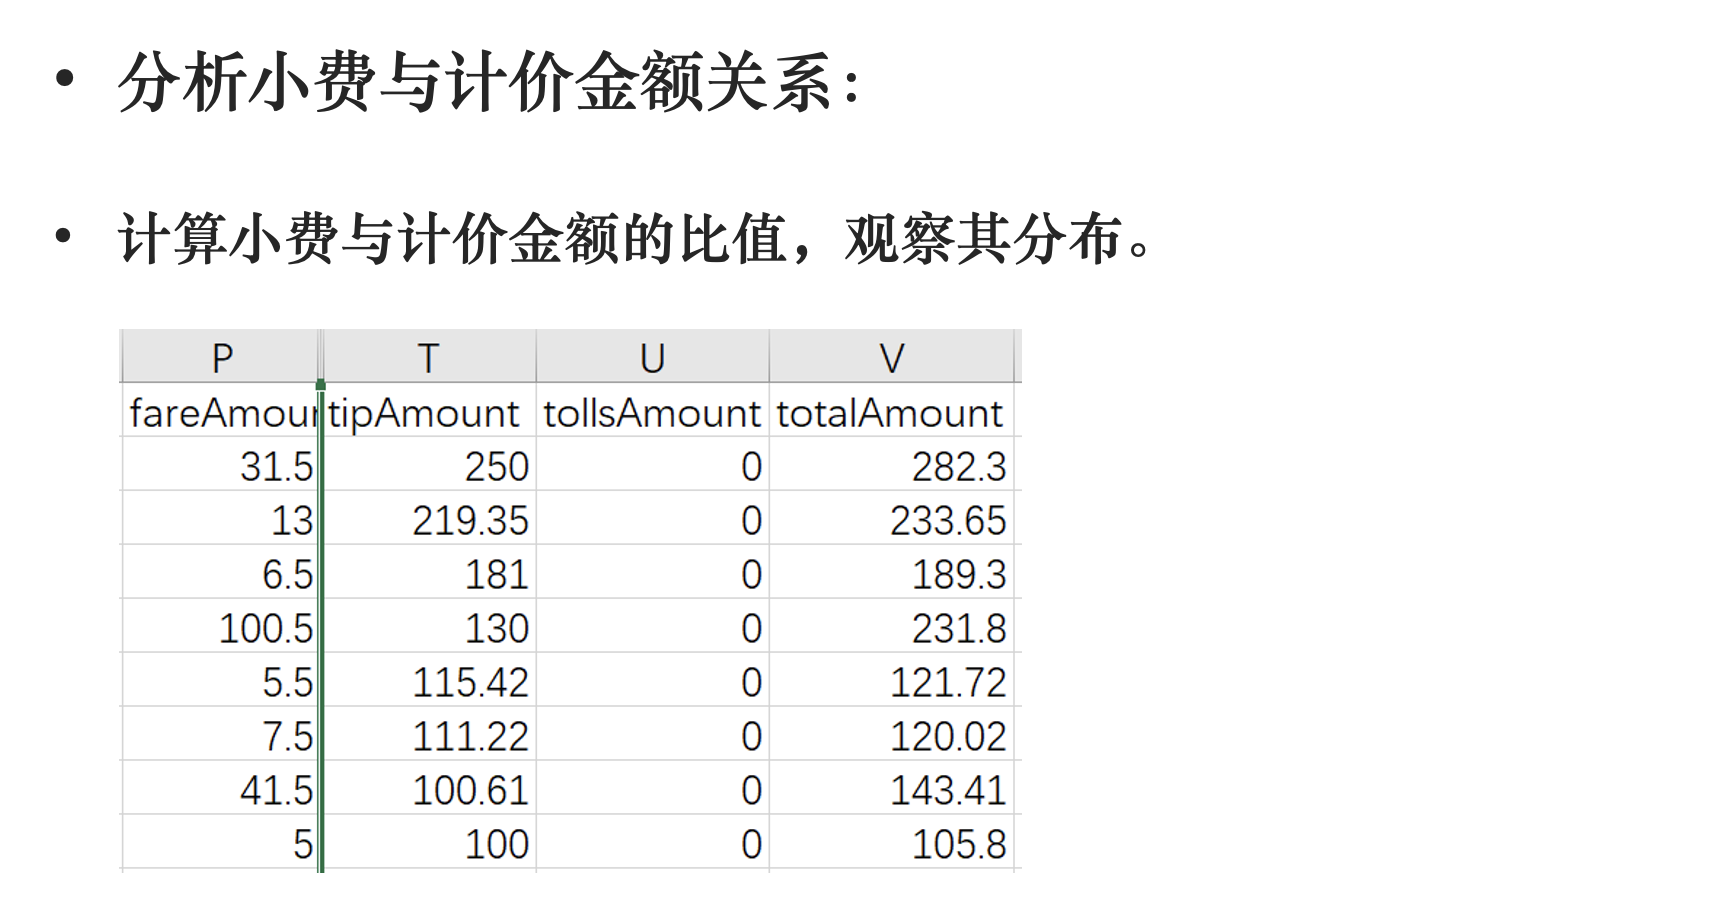 • 分析小费与计价金额关系：
• 计算小费与计价金额的比值，观察其分布。
P T U V
fareAmour tipAmount tollsAmount totalAmount
31.5 250 0 282.3
13 219.35 0 233.65
6.5 181 0 189.3
100.5 130 0 231.8
5.5 115.42 0 121.72
7.5 111.22 0 120.02
41.5 100.61 0 143.41
5 100 0 105.8